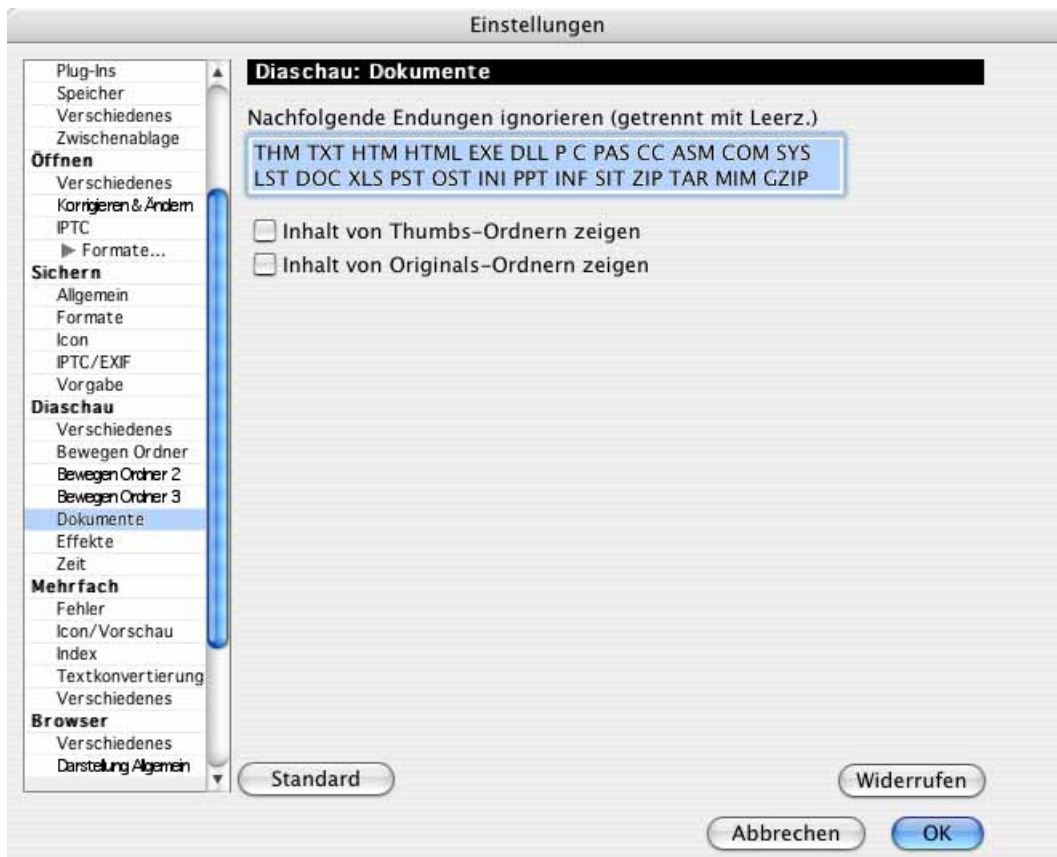 Einstellungen
Plug-Ins
Speicher
Verschiedenes
Zwischenablage
Öffnen
Verschiedenes
Korrigieren & Ändern
IPTC
Formate...
Sichern
Allgemein
Formate
Icon
IPTC/EXIF
Vorgabe
Diaschau
Verschiedenes
Bewegen Ordner
Bewegen Ordner 2
Bewegen Ordner 3
Dokumente
Effekte
Zeit
Mehrfach
Fehler
Icon/Vorschau
Index
Textkonvertierung
Verschiedenes
Browser
Verschiedenes
Darstellung Allgemein
Diaschau: Dokumente
Nachfolgende Endungen ignorieren (getrennt mit Leerz.)
THM TXT HTM HTML EXE DLL P C PAS CC ASM COM SYS
LST DOC XLS PST OST INI PPT INF SIT ZIP TAR MIM GZIP
Inhalt von Thumbs-Ordnern zeigen
Inhalt von Originals-Ordnern zeigen
Standard
Widerrufen
Abbrechen
OK